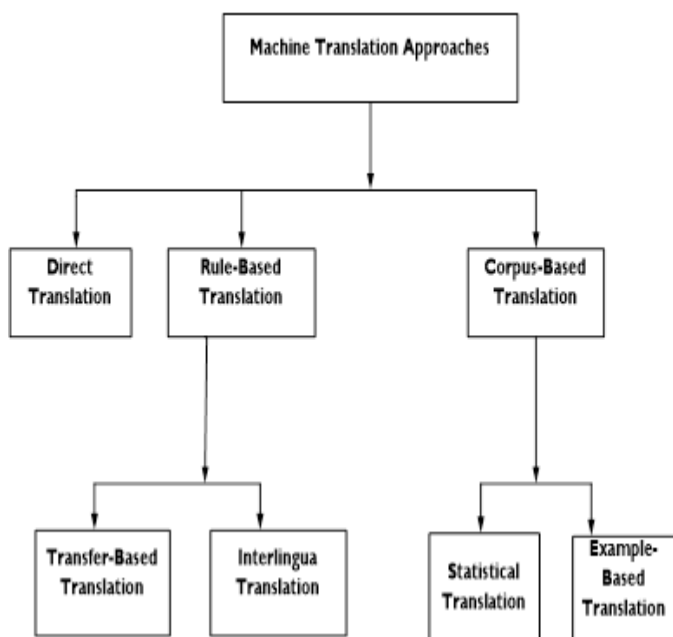 Machine Translation Approaches
Direct
Translation
Rule-Based
Translation
Corpus-Based
Translation
Transfer-Based
Translation
Interlingua
Translation
Statistical
Translation
Example-
Based
Translation